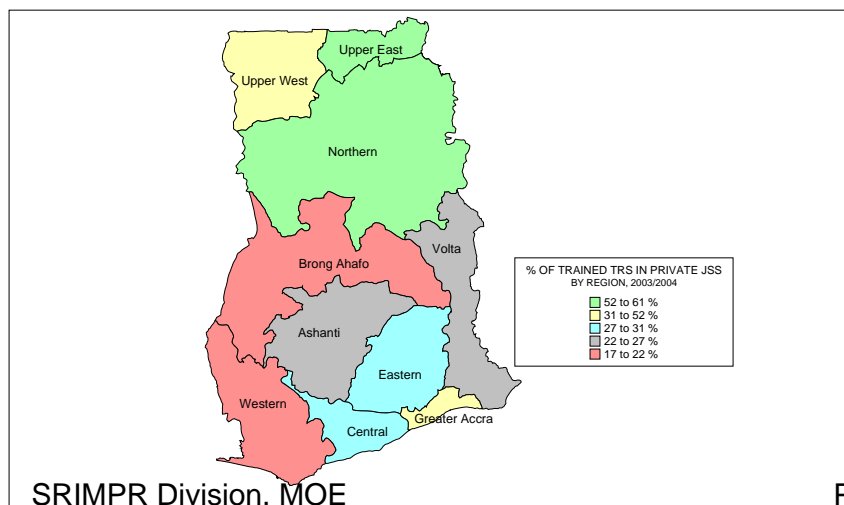 Upper East
Upper West
Northern
Volta
Brong Ahafo
% OF TRAINED TRS IN PRIVATE JSS
BY REGION, 2003/2004
52 to 61 %
31 to 52 %
27 to 31 %
22 to 27 %
17 to 22 %
Ashanti
Eastern
Western
Greater Accra
Central
SRIMPR Division, MOE